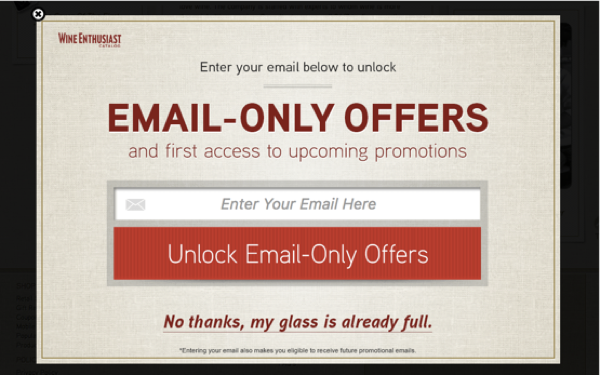 WINE ENTHUSIAST
CATALOG
Enter your email below to unlock
EMAIL-ONLY OFFERS
and first access to upcoming promotions
Enter Your Email Here
Unlock Email-Only Offers
No thanks, my glass is already full.
*Entering your email also makes you eligible to receive future promotional emails.